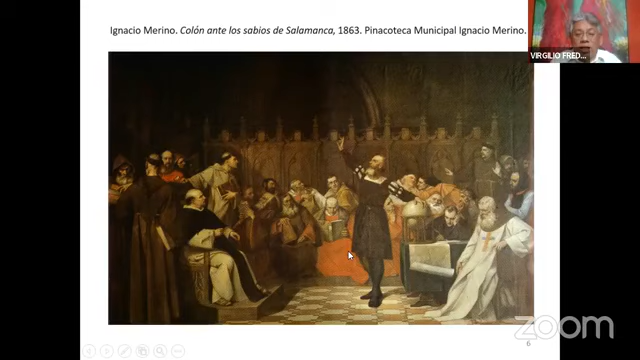 Ignacio Merino. Colón ante los sabios de Salamanca, 1863. Pinacoteca Municipal Ignacio Merino.
VIRGILIO FRED...
zoom
6